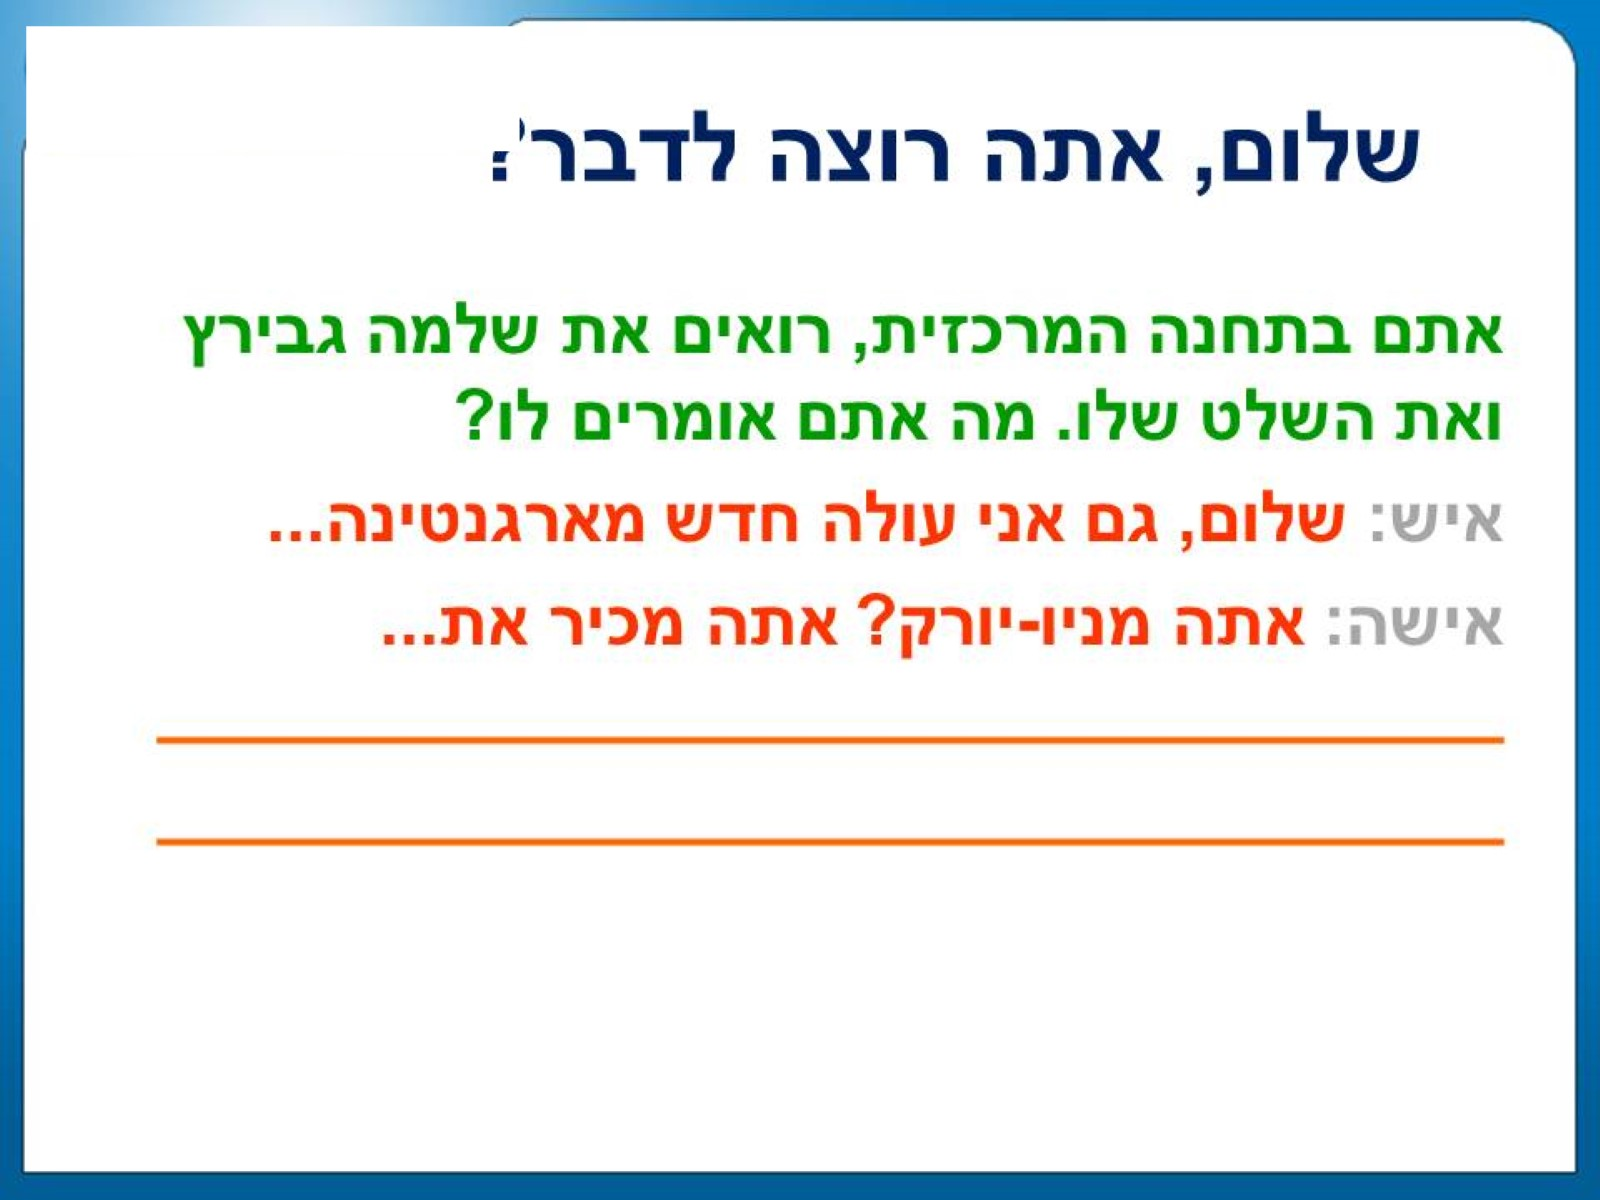 שלום, אתה רוצה לדבר?
אתם בתחנה המרכזית, רואים את שלמה גבירץ
ואת השלט שלו. מה אתם אומרים לו?
איש: שלום, גם אני עולה חדש מארגנטינה...
אישה: אתה מניו-יורק? אתה מכיר את...